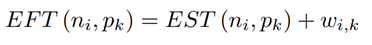 EFT (n_i, p_k) = EST (n_i, p_k) + w_{i,k}